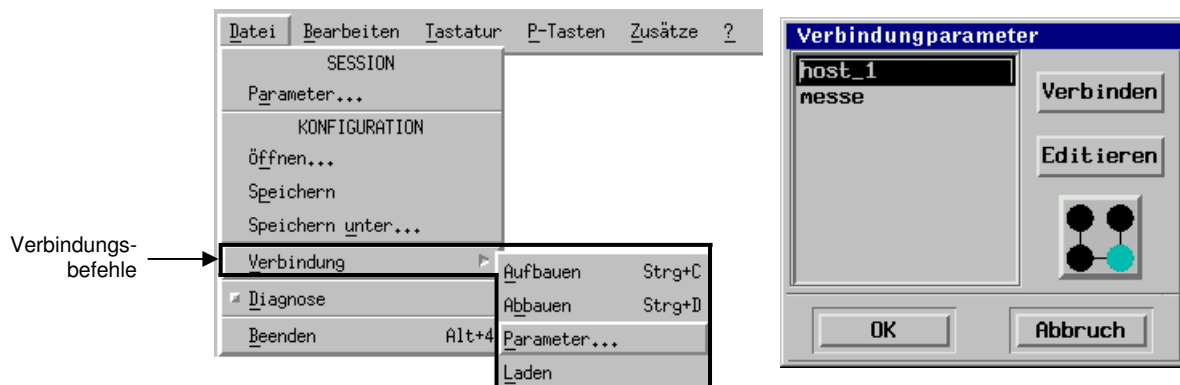 Datei Bearbeiten Tastatur P-Tasten Zusätze ?
SESSION
Parameter...
KONFIGURATION
Öffnen...
Speichern
Speichern unter...
Verbindung
Diagnose
Beenden Alt+4
Verbindungs-
befehle
Aufbauen Strg+C
Abbauen Strg+D
Parameter...
Laden
Verbindungparameter
host_1
messe
Verbinden
Editieren
OK Abbruch